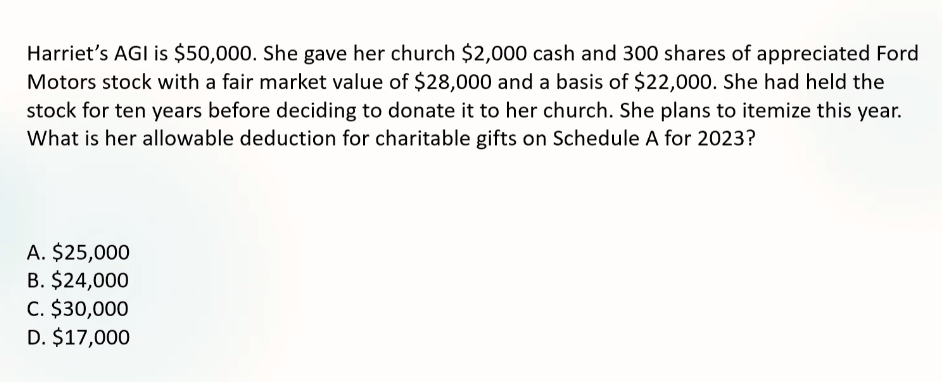 Harriet's AGI is $50,000. She gave her church $2,000 cash and 300 shares of appreciated Ford
Motors stock with a fair market value of $28,000 and a basis of $22,000. She had held the
stock for ten years before deciding to donate it to her church. She plans to itemize this year.
What is her allowable deduction for charitable gifts on Schedule A for 2023?
A. $25,000
B. $24,000
C. $30,000
D. $17,000